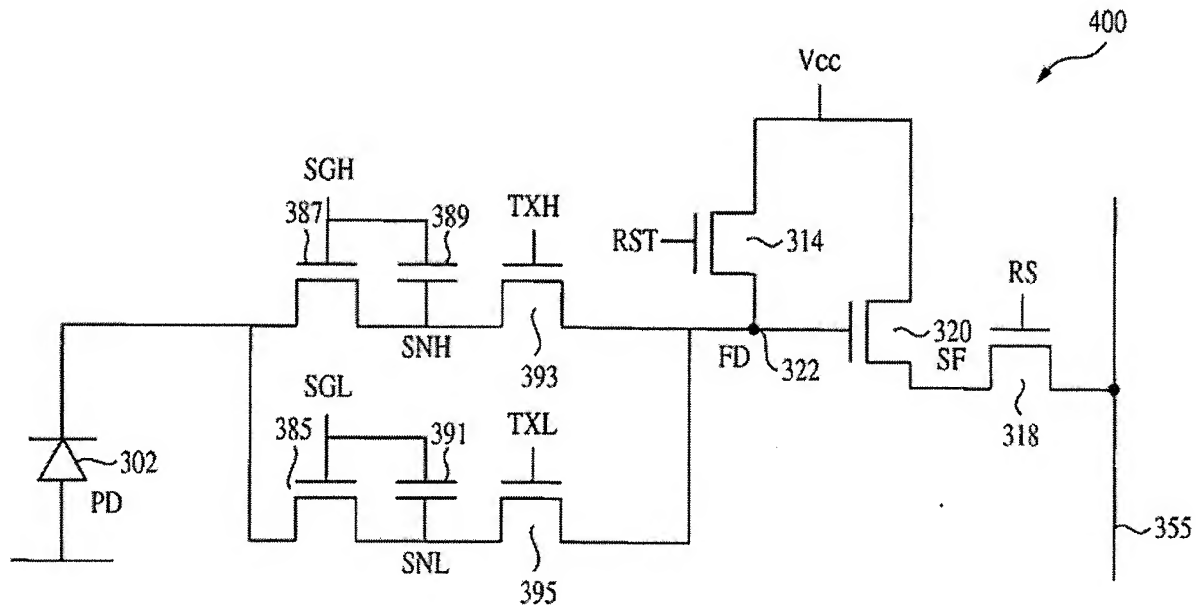 400
Vcc
SGH
387
389
TXH
RST
314
RS
SNH
393
FD
322
320
SF
SGL
385
391
TXL
318
302
PD
SNL
395
355